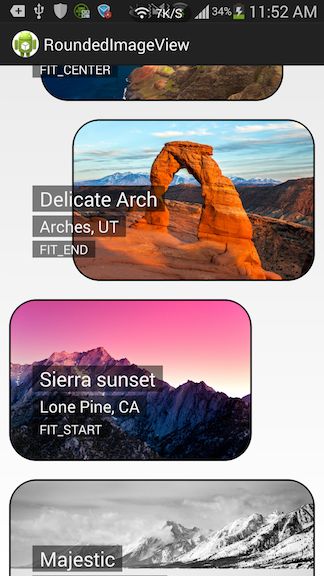 7K/S 34% 11:52 AM
RoundedImageView
FIT_CENTER
Delicate Arch
Arches, UT
FIT_END
Sierra sunset
Lone Pine, CA
FIT_START
Majestic